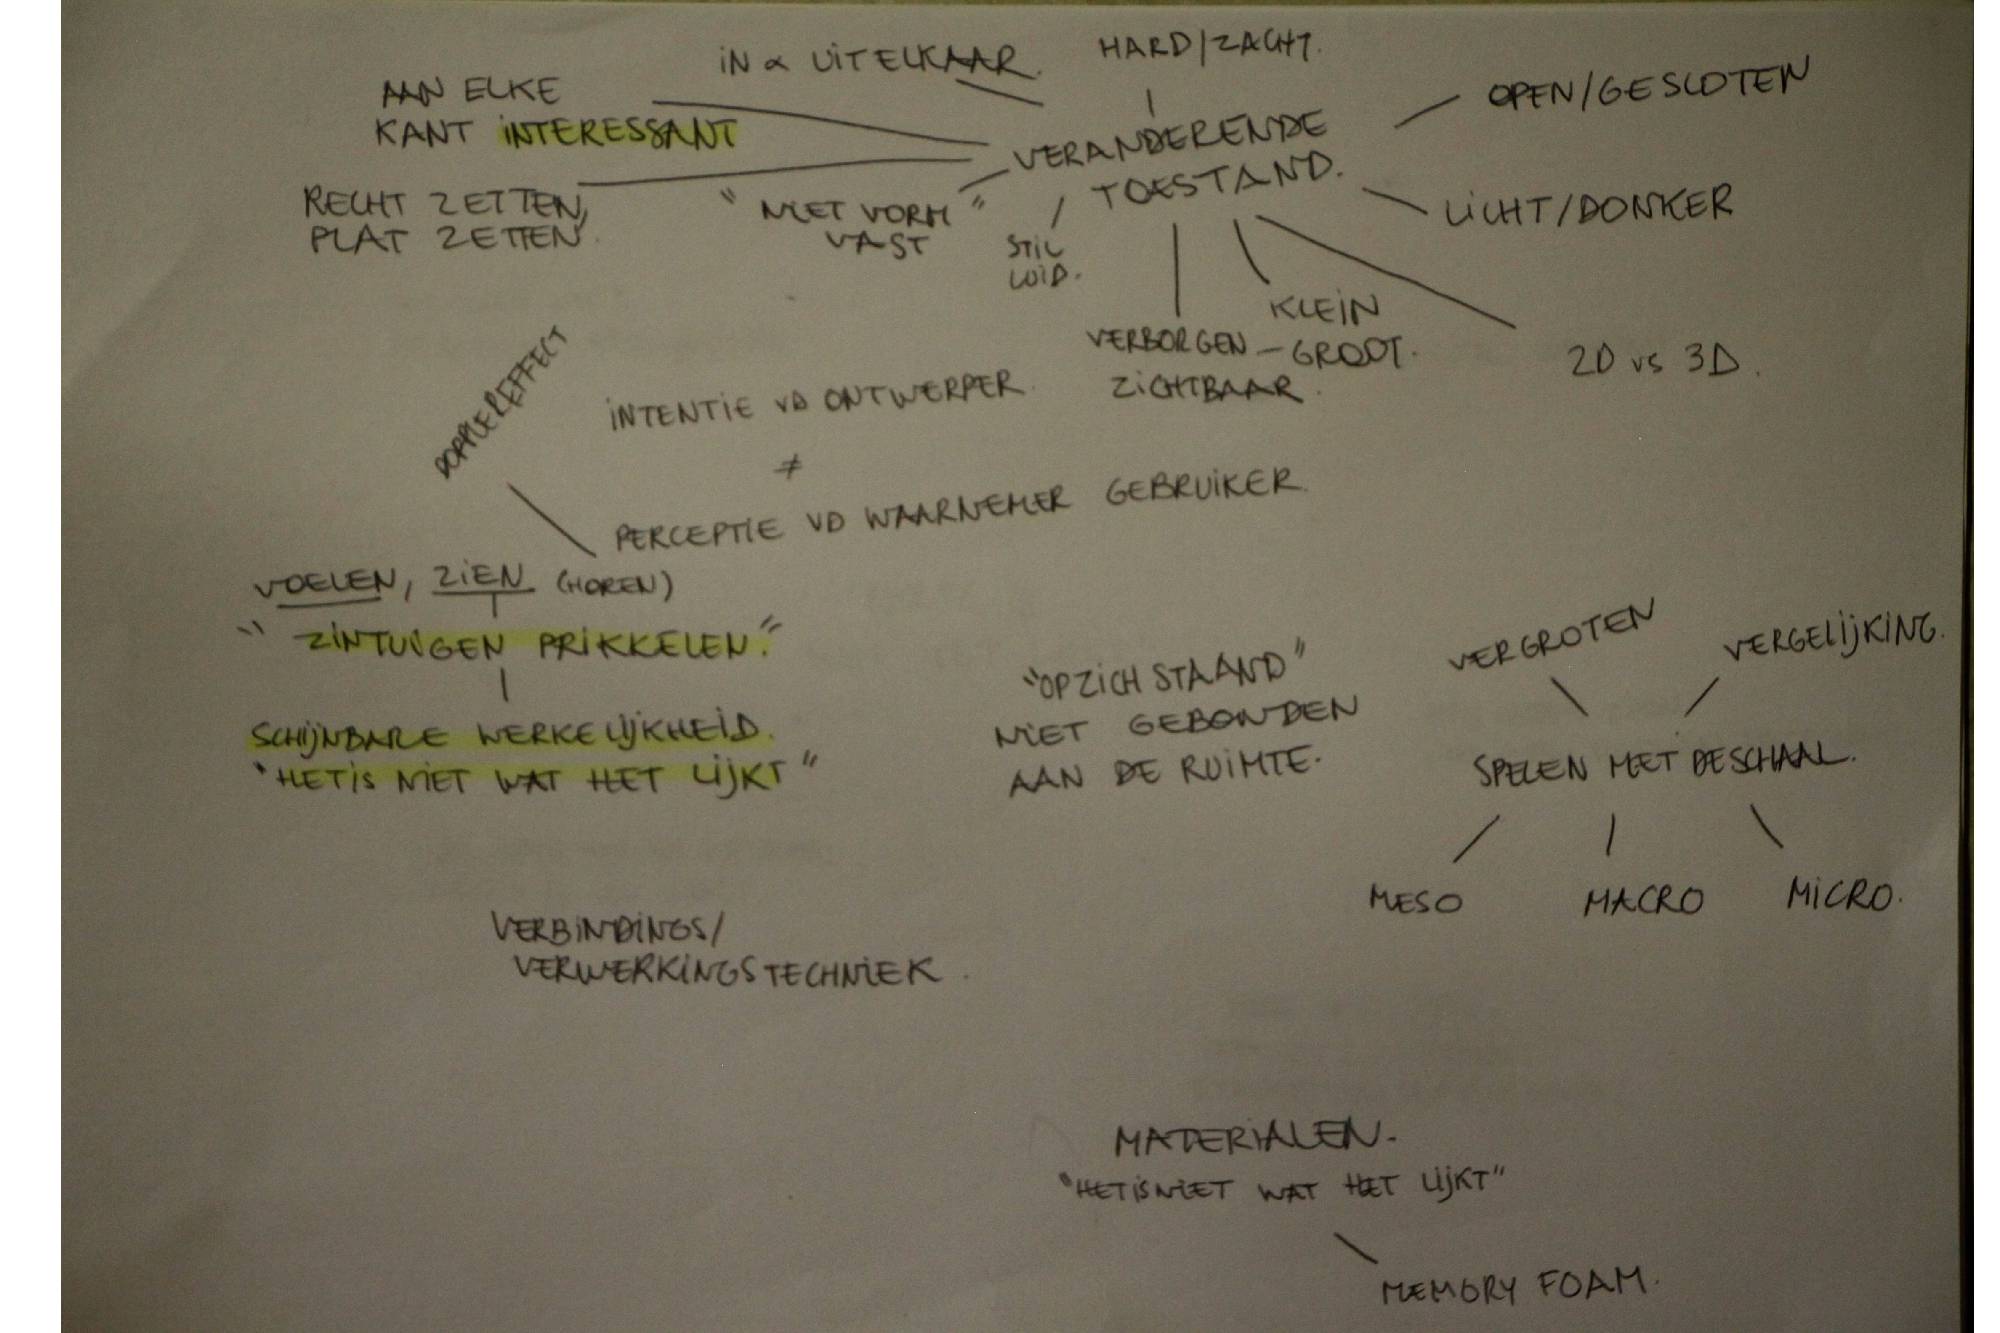 IN & UIT ELKAAR.
HARD/ZACHT.
AAN ELKE
KANT INTERESSANT
OPEN/GESLOTEN
VERANDERENDE
TOESTAND.
RECHT ZETTEN,
PLAT ZETTEN.
"NIET VORM"
VAST
STIL
LUID.
LICHT/DONKER
KLEIN
– GROOT.
VERBORGEN
ZICHTBAAR.
2D vs 3D.
DOPPLEREFFECT
INTENTIE VD ONTWERPER.
≠
PERCEPTIE VD WAARNEMER GEBRUIKER.
VOELEN, ZIEN (HOREN)
"ZINTUIGEN PRIKKELEN."
SCHIJNBARE WERKELIJKHEID.
"HET IS NIET WAT HET LIJKT"
"OP ZICH STAAND"
NIET GEBONDEN
AAN DE RUIMTE.
VERGROTEN
VERGELIJKING.
SPELEN MET DE SCHAAL.
MESO
MACRO
MICRO.
VERBINDINGS/
VERWERKINGSTECHNIEK.
MATERIALEN.
"HET IS NIET WAT HET LIJKT"
MEMORY FOAM.